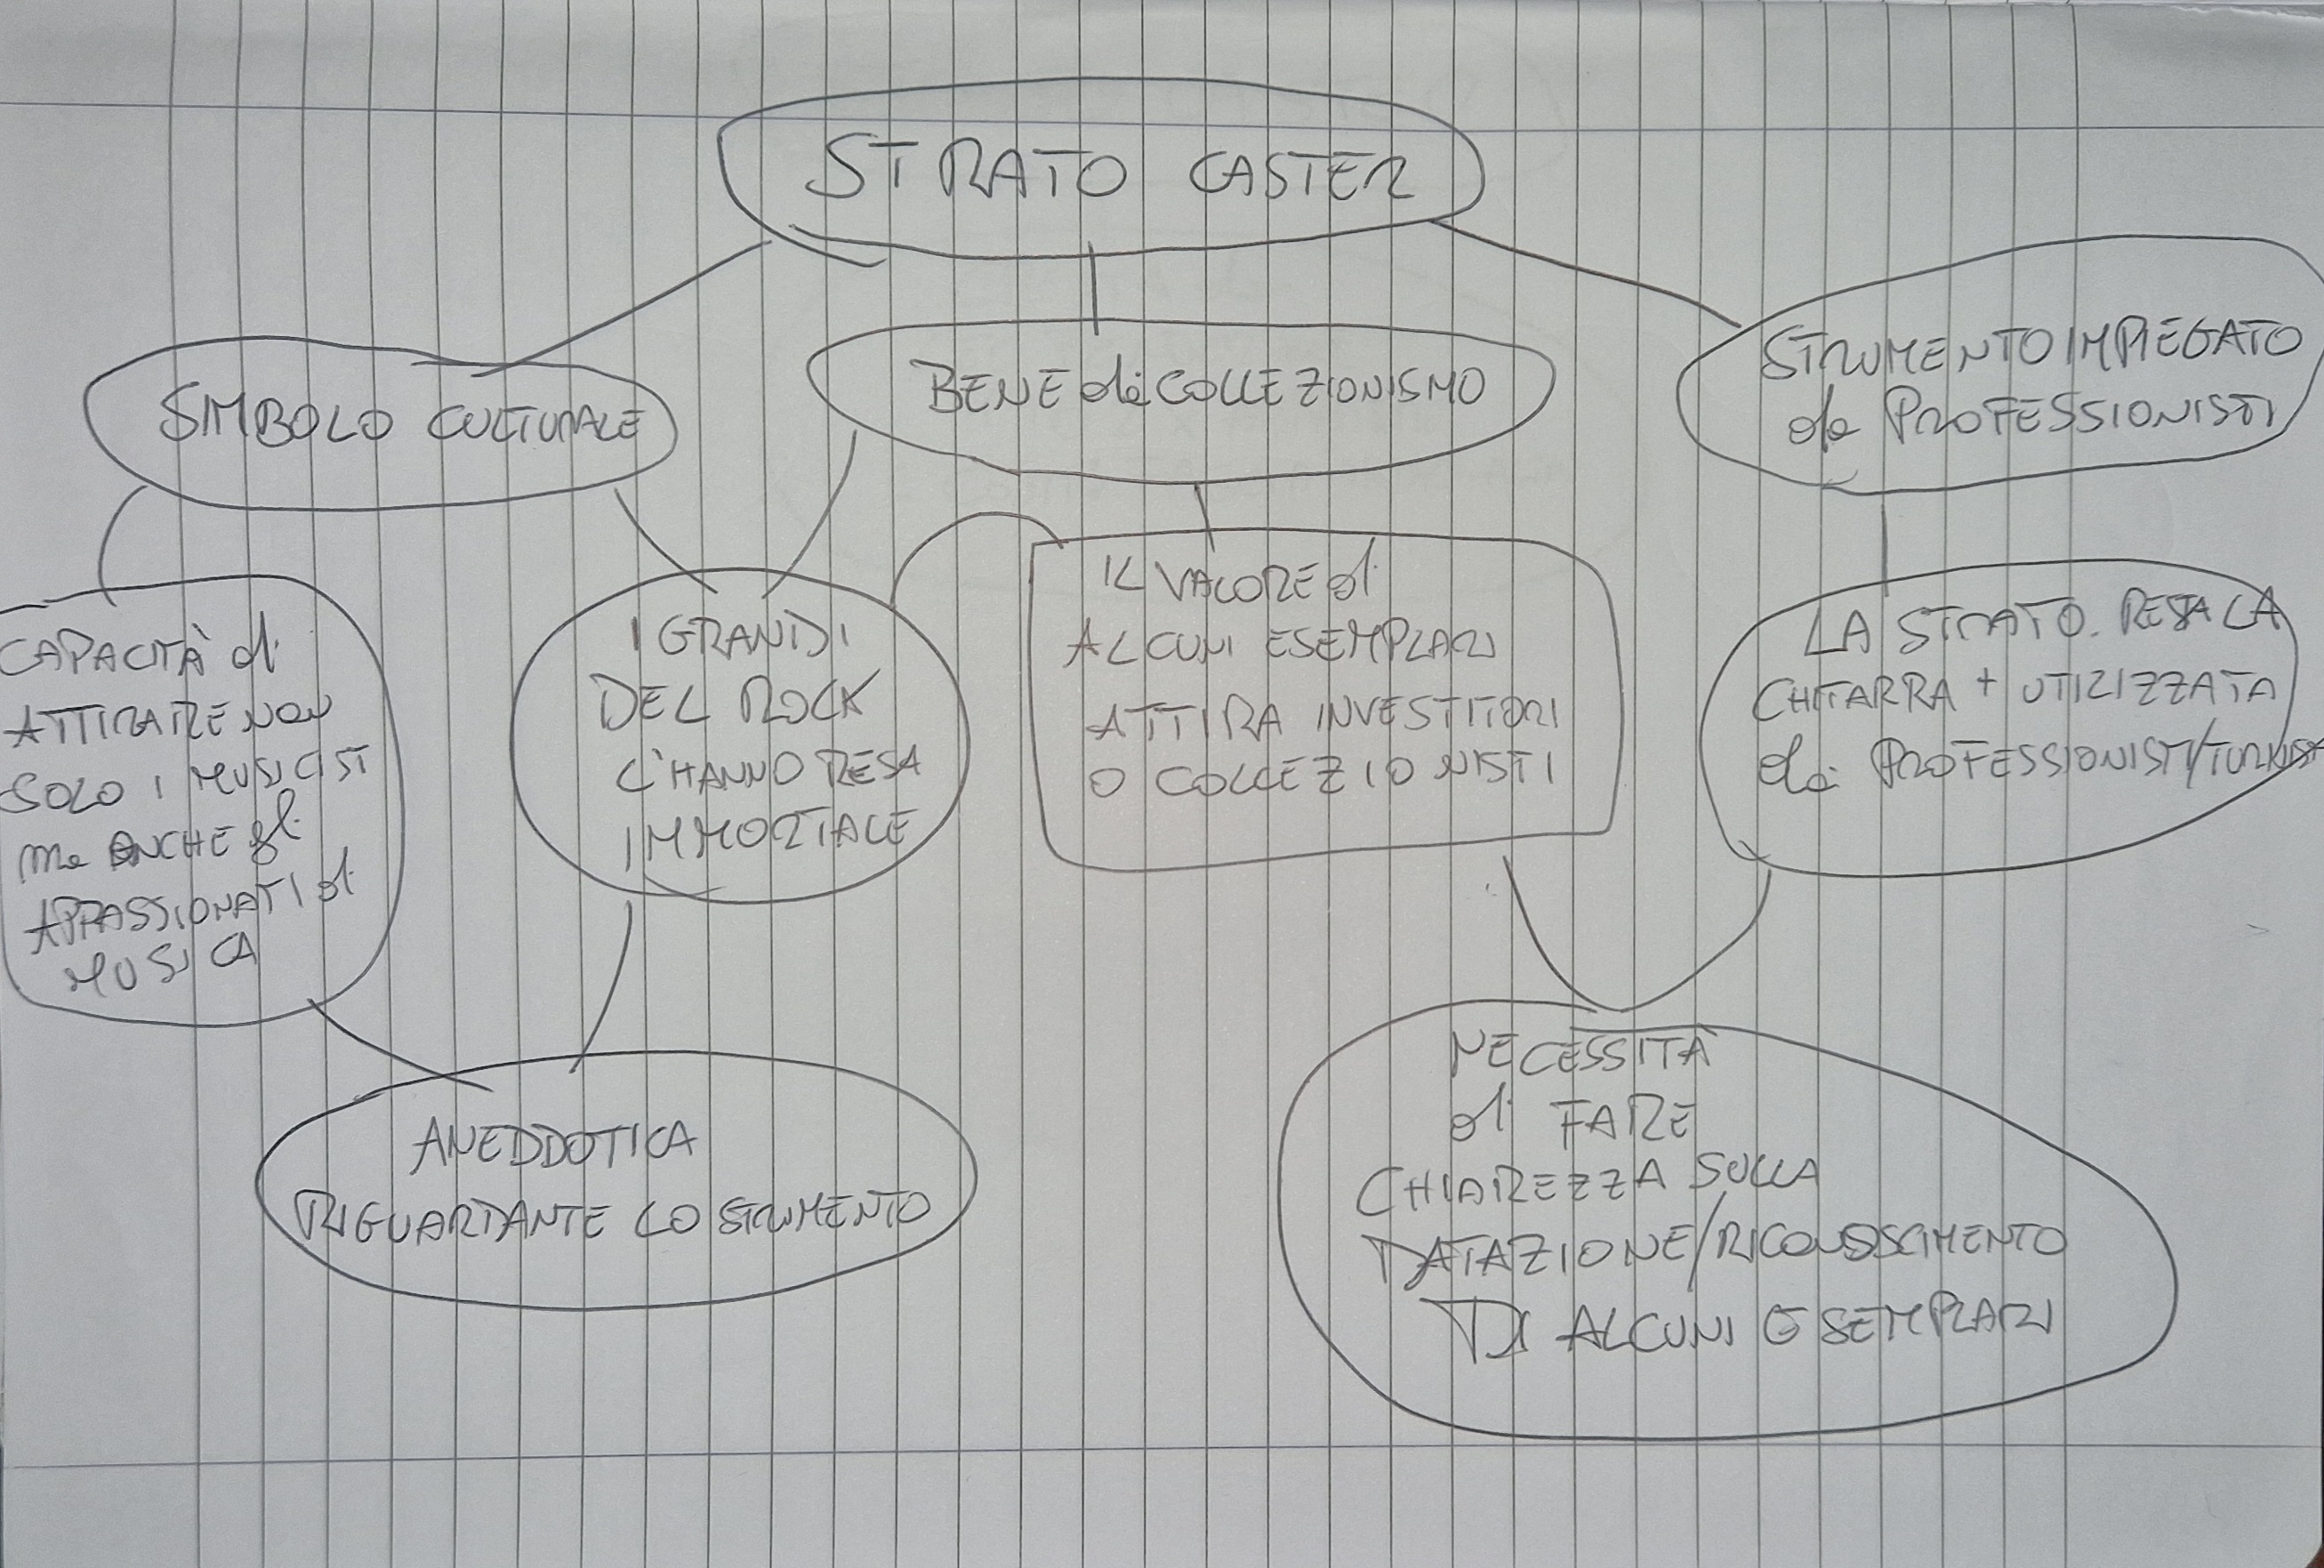 STRATO CASTER
SIMBOLO CULTURALE
BENE di COLLEZIONISMO
STRUMENTO IMPIEGATO
da PROFESSIONISTI
CAPACITÀ di
ATTIRARE NON
SOLO I MUSICISTI
ma ANCHE gli
APPASSIONATI di
MUSICA
I GRANDI
DEL ROCK
L'HANNO RESA
IMMORTALE
IL VALORE di
ALCUNI ESEMPLARI
ATTIRA INVESTITORI
O COLLEZIONISTI
LA STRATO. RESTA LA
CHITARRA + UTILIZZATA
da PROFESSIONISTI/TURNISTI
ANEDDOTICA
RIGUARDANTE LO STRUMENTO
NECESSITÀ
di FARE
CHIAREZZA SULLA
DATAZIONE/RICONOSCIMENTO
DI ALCUNI ESEMPLARI